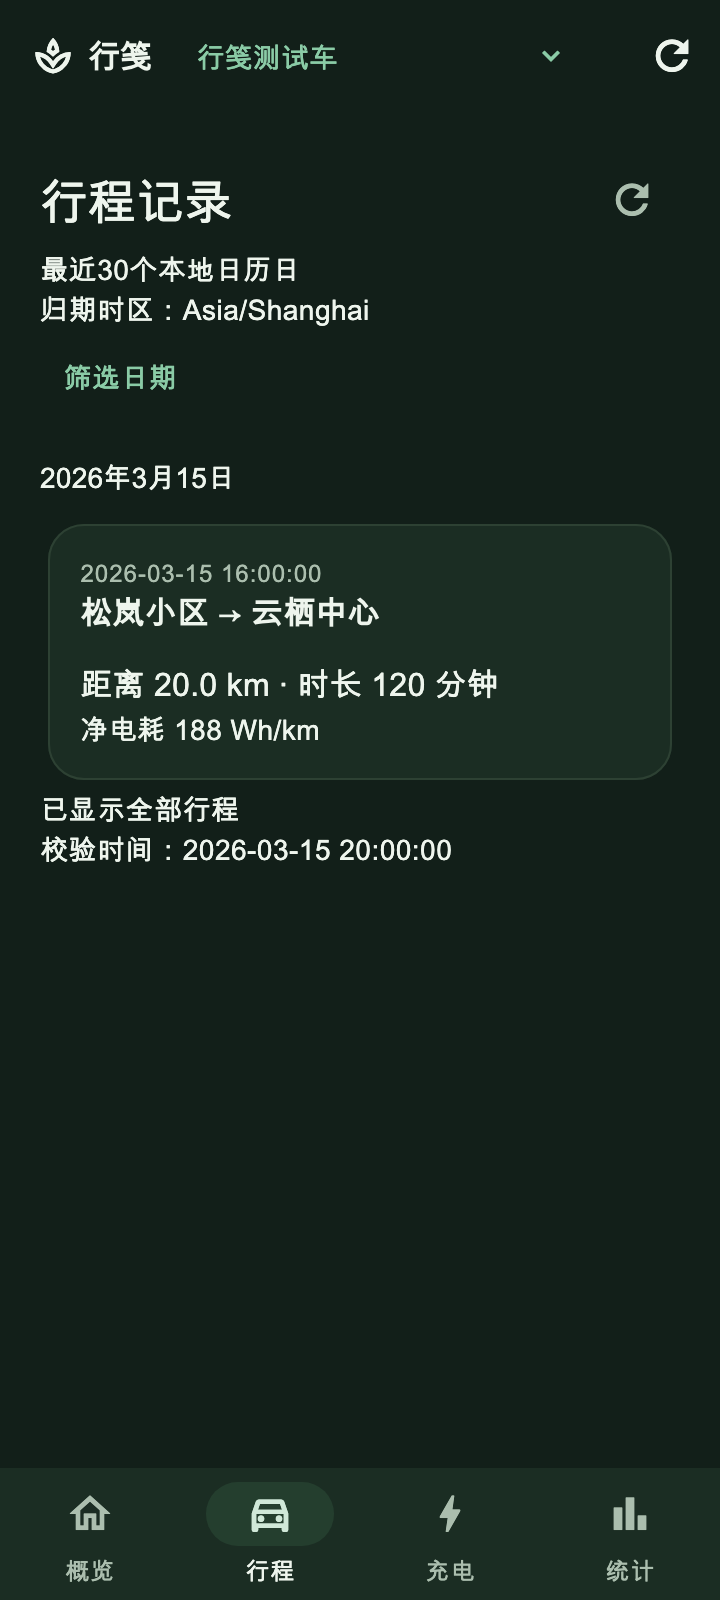 行笺 行笺测试车
行程记录
最近30个本地日历日
归期时区：Asia/Shanghai
筛选日期
2026年3月15日
2026-03-15 16:00:00
松岚小区 → 云栖中心
距离 20.0 km · 时长 120 分钟
净电耗 188 Wh/km
已显示全部行程
校验时间：2026-03-15 20:00:00
概览 行程 充电 统计